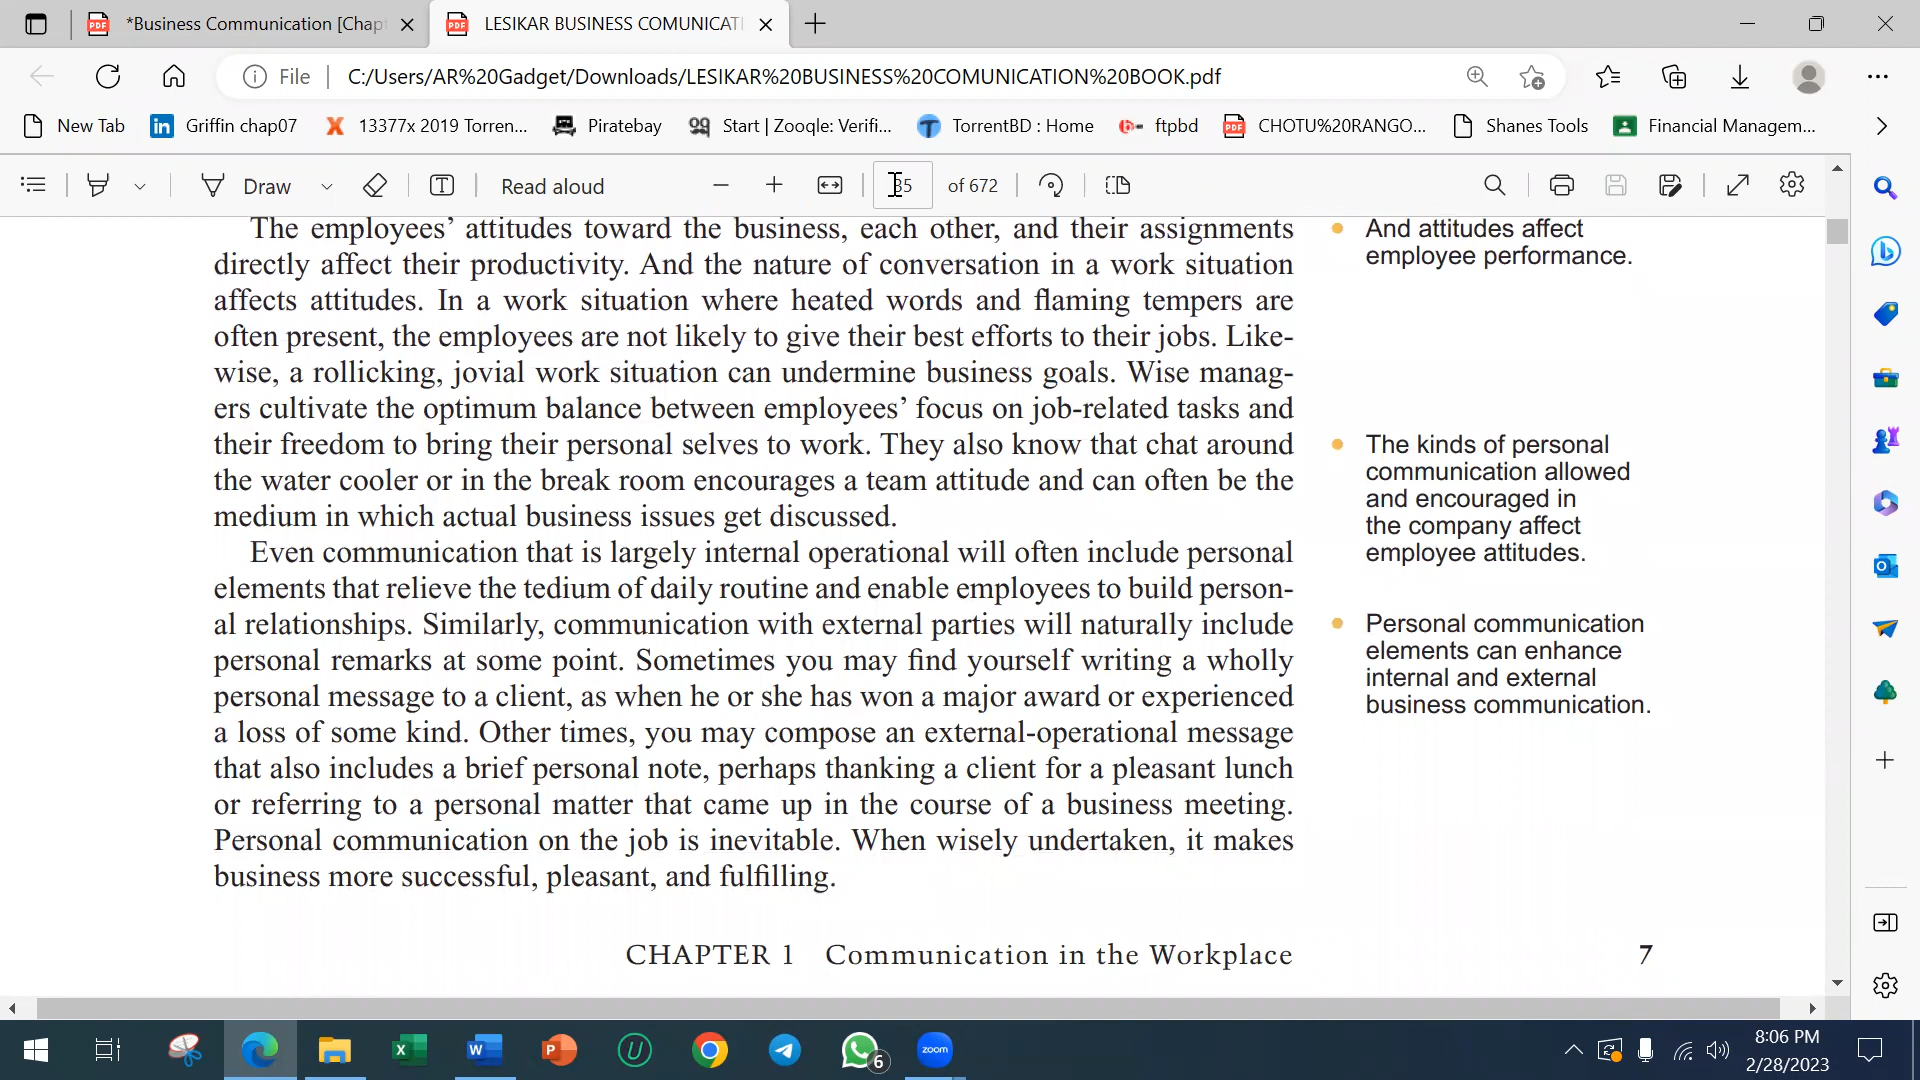 *Business Communication [Chap
LESIKAR BUSINESS COMUNICATI
File
C:/Users/AR%20Gadget/Downloads/LESIKAR%20BUSINESS%20COMUNICATION%20BOOK.pdf
New Tab
Griffin chap07
13377x 2019 Torren...
Piratebay
Start | Zooqle: Verifi...
TorrentBD : Home
ftpbd
CHOTU%20RANGO...
Shanes Tools
Financial Managem...
Draw
Read aloud
35 of 672
The employees' attitudes toward the business, each other, and their assignments
directly affect their productivity. And the nature of conversation in a work situation
affects attitudes. In a work situation where heated words and flaming tempers are
often present, the employees are not likely to give their best efforts to their jobs. Like-
wise, a rollicking, jovial work situation can undermine business goals. Wise manag-
ers cultivate the optimum balance between employees' focus on job-related tasks and
their freedom to bring their personal selves to work. They also know that chat around
the water cooler or in the break room encourages a team attitude and can often be the
medium in which actual business issues get discussed.
Even communication that is largely internal operational will often include personal
elements that relieve the tedium of daily routine and enable employees to build person-
al relationships. Similarly, communication with external parties will naturally include
personal remarks at some point. Sometimes you may find yourself writing a wholly
personal message to a client, as when he or she has won a major award or experienced
a loss of some kind. Other times, you may compose an external-operational message
that also includes a brief personal note, perhaps thanking a client for a pleasant lunch
or referring to a personal matter that came up in the course of a business meeting.
Personal communication on the job is inevitable. When wisely undertaken, it makes
business more successful, pleasant, and fulfilling.
And attitudes affect
employee performance.
The kinds of personal
communication allowed
and encouraged in
the company affect
employee attitudes.
Personal communication
elements can enhance
internal and external
business communication.
CHAPTER 1 Communication in the Workplace
7
zoom
6
8:06 PM
2/28/2023